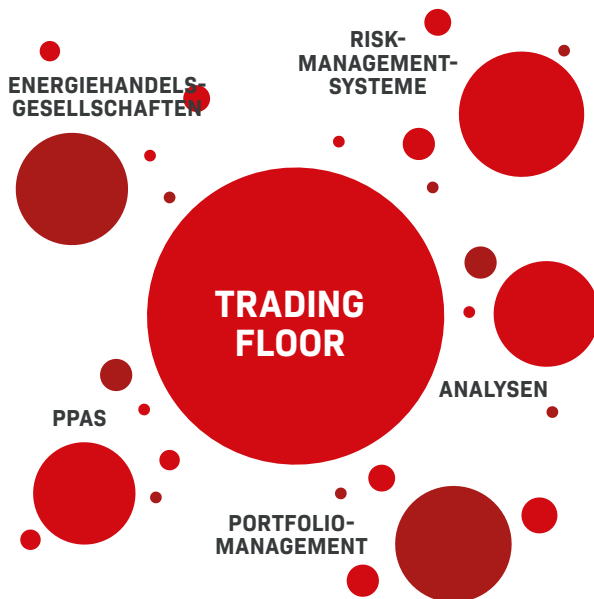 RISK-
MANAGEMENT-
SYSTEME
ENERGIEHANDELS-
GESELLSCHAFTEN
TRADING
FLOOR
ANALYSEN
PPAS
PORTFOLIO-
MANAGEMENT